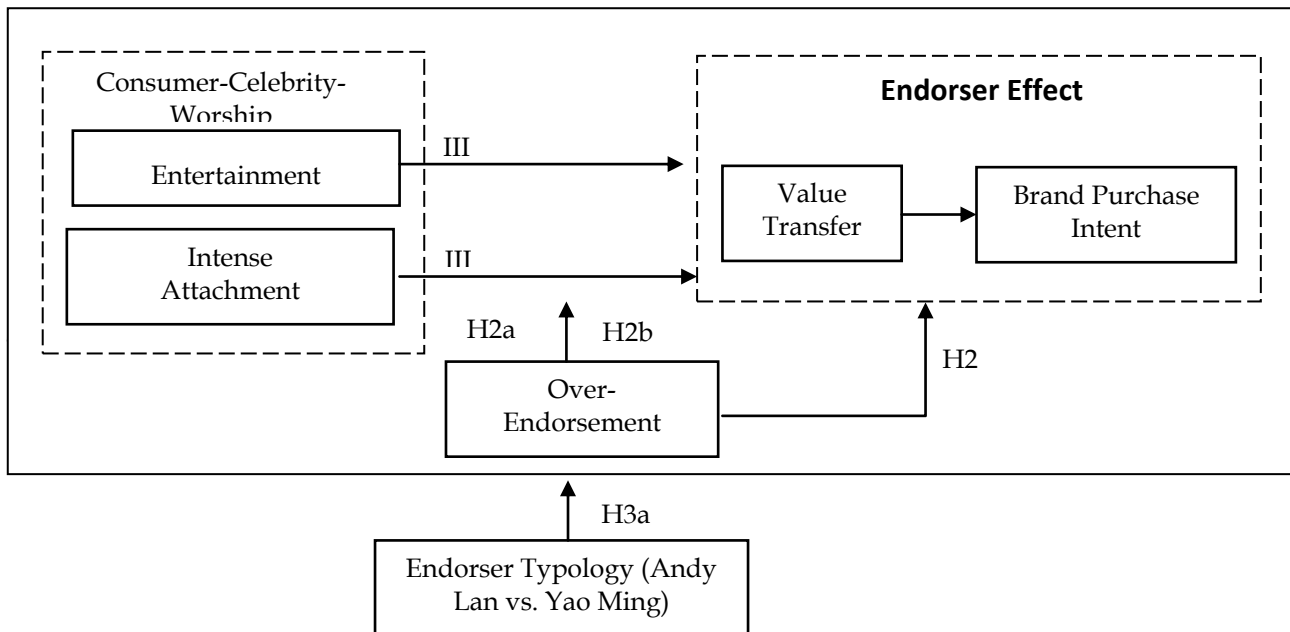 Consumer-Celebrity-
Worship
Entertainment
Intense
Attachment
III
III
Endorser Effect
Value
Transfer
Brand Purchase
Intent
H2a
H2b
H2
Over-
Endorsement
H3a
Endorser Typology (Andy
Lan vs. Yao Ming)